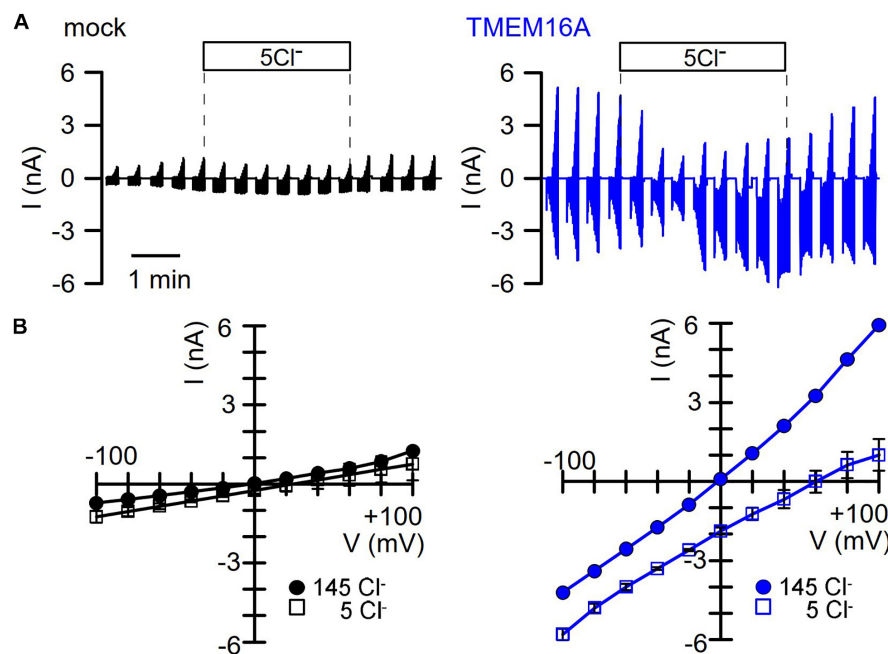 A
mock
TMEM16A
5Cl⁻
5Cl⁻
6
3
0
-3
-6
I (nA)
1 min
6
3
0
-3
-6
I (nA)
B
6
3
-3
-6
I (nA)
-100
+100
V (mV)
145 Cl⁻
5 Cl⁻
6
3
-3
-6
I (nA)
-100
+100
V (mV)
145 Cl⁻
5 Cl⁻